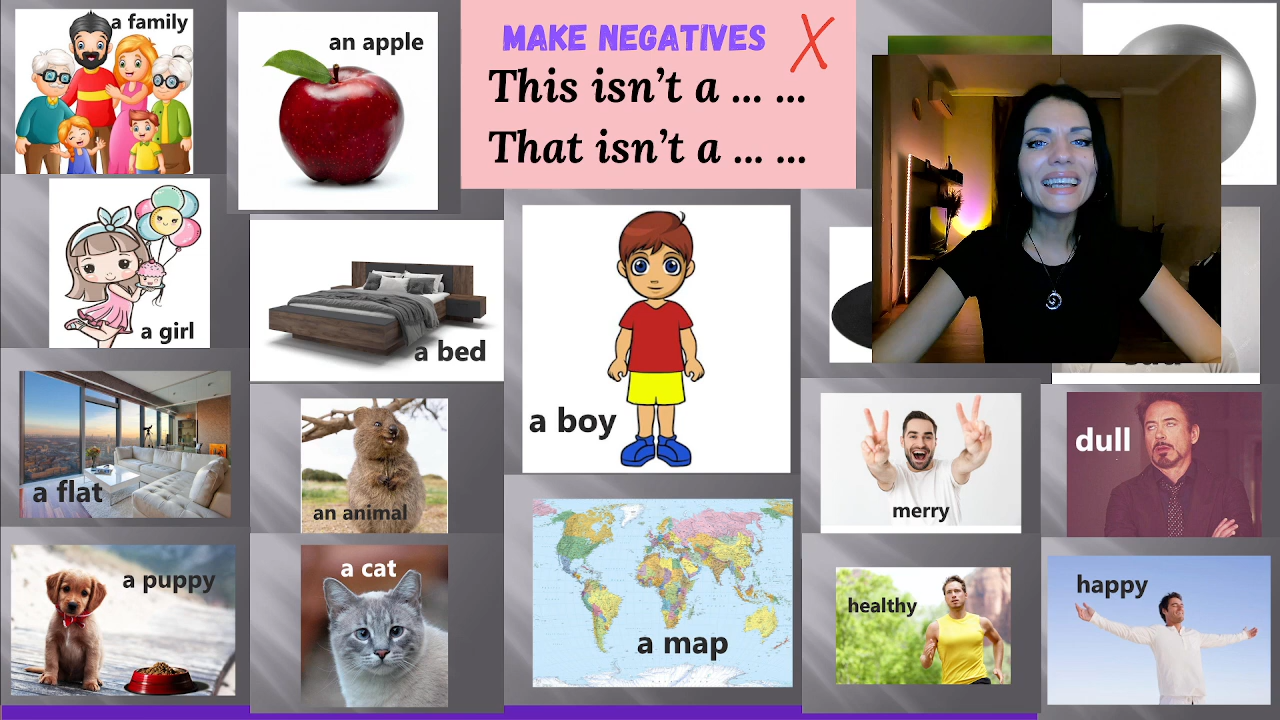 a family
an apple
MAKE NEGATIVES X
This isn't a ... ...
That isn't a ... ...
a girl
a bed
a boy
a flat
an animal
merry
dull
a puppy
a cat
a map
healthy
happy